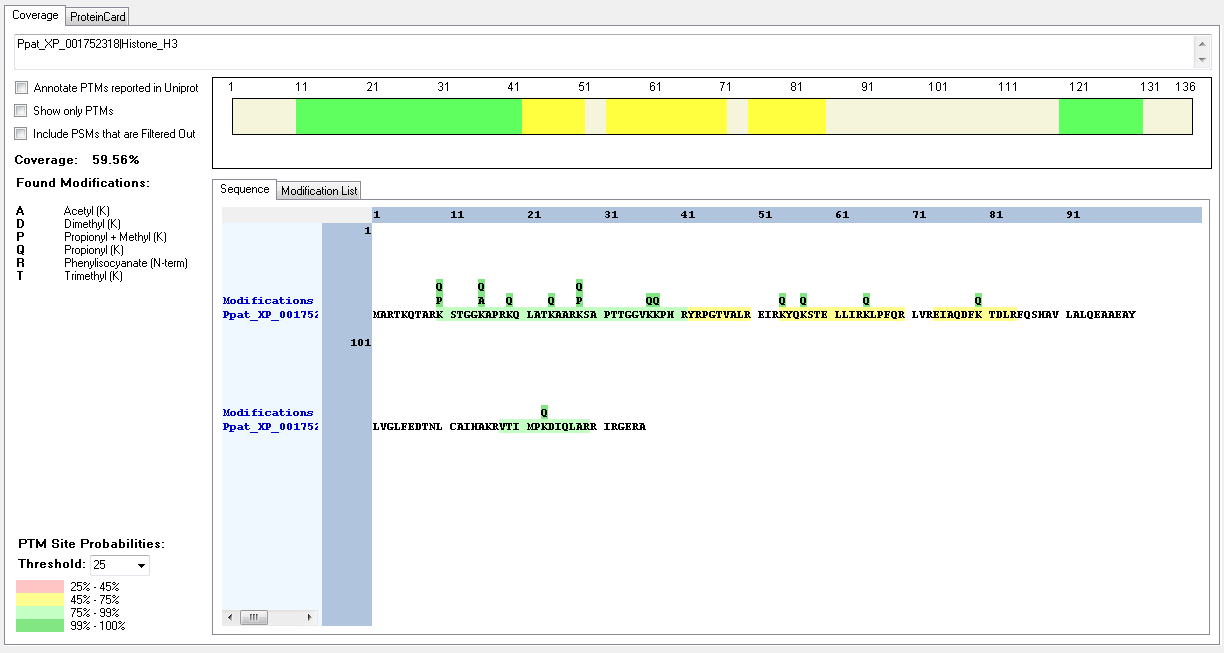 Coverage ProteinCard
Ppat_XP_001752318|Histone_H3
Annotate PTMs reported in Uniprot
Show only PTMs
Include PSMs that are Filtered Out
Coverage: 59.56%
Found Modifications:
A Acetyl (K)
D Dimethyl (K)
P Propionyl + Methyl (K)
Q Propionyl (K)
R Phenylisocyanate (N-term)
T Trimethyl (K)
1 11 21 31 41 51 61 71 81 91 101 111 121 131 136
Sequence Modification List
1 11 21 31 41 51 61 71 81 91
1
Q Q Q
Modifications P A Q Q P QQ Q Q Q Q
Ppat_XP_001752 MARTKQTARK STGGKAPRKQ LATKAARKSA PTTGGVKKPH RYRPGTVALR EIRKYQKSTE LLIRKLPFQR LVREIAQDFK TDLRFQSHAV LALQEAAEAY
101
Modifications Q
Ppat_XP_001752 LVGLFEDTNL CAIHAKRVTI MPKDIQLARR IRGERA
PTM Site Probabilities:
Threshold: 25
25% - 45%
45% - 75%
75% - 99%
99% - 100%